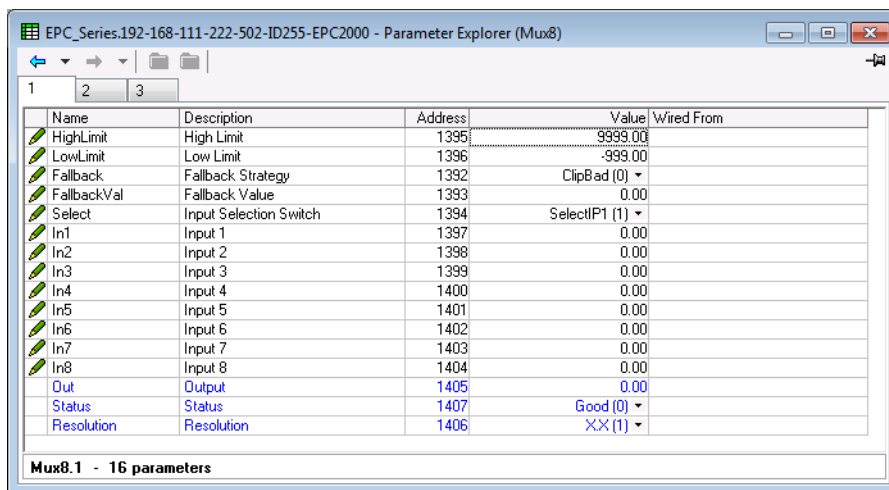 EPC_Series.192-168-111-222-502-ID255-EPC2000 - Parameter Explorer (Mux8)
1 2 3
Name Description Address Value Wired From
HighLimit High Limit 1395 9999.00
LowLimit Low Limit 1396 -999.00
Fallback Fallback Strategy 1392 ClipBad (0)
FallbackVal Fallback Value 1393 0.00
Select Input Selection Switch 1394 SelectIP1 (1)
In1 Input 1 1397 0.00
In2 Input 2 1398 0.00
In3 Input 3 1399 0.00
In4 Input 4 1400 0.00
In5 Input 5 1401 0.00
In6 Input 6 1402 0.00
In7 Input 7 1403 0.00
In8 Input 8 1404 0.00
Out Output 1405 0.00
Status Status 1407 Good (0)
Resolution Resolution 1406 X.X (1)
Mux8.1 - 16 parameters